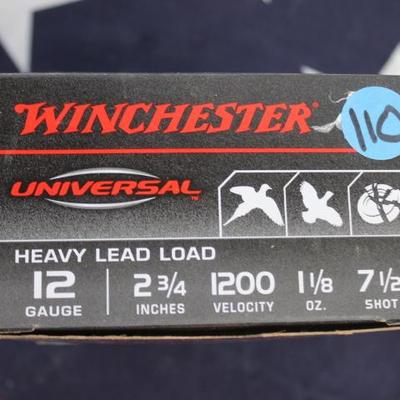 WINCHESTER
110
UNIVERSAL™
HEAVY LEAD LOAD
12 2 3/4 1200 1 1/8 7 1/2
GAUGE INCHES VELOCITY OZ. SHOT